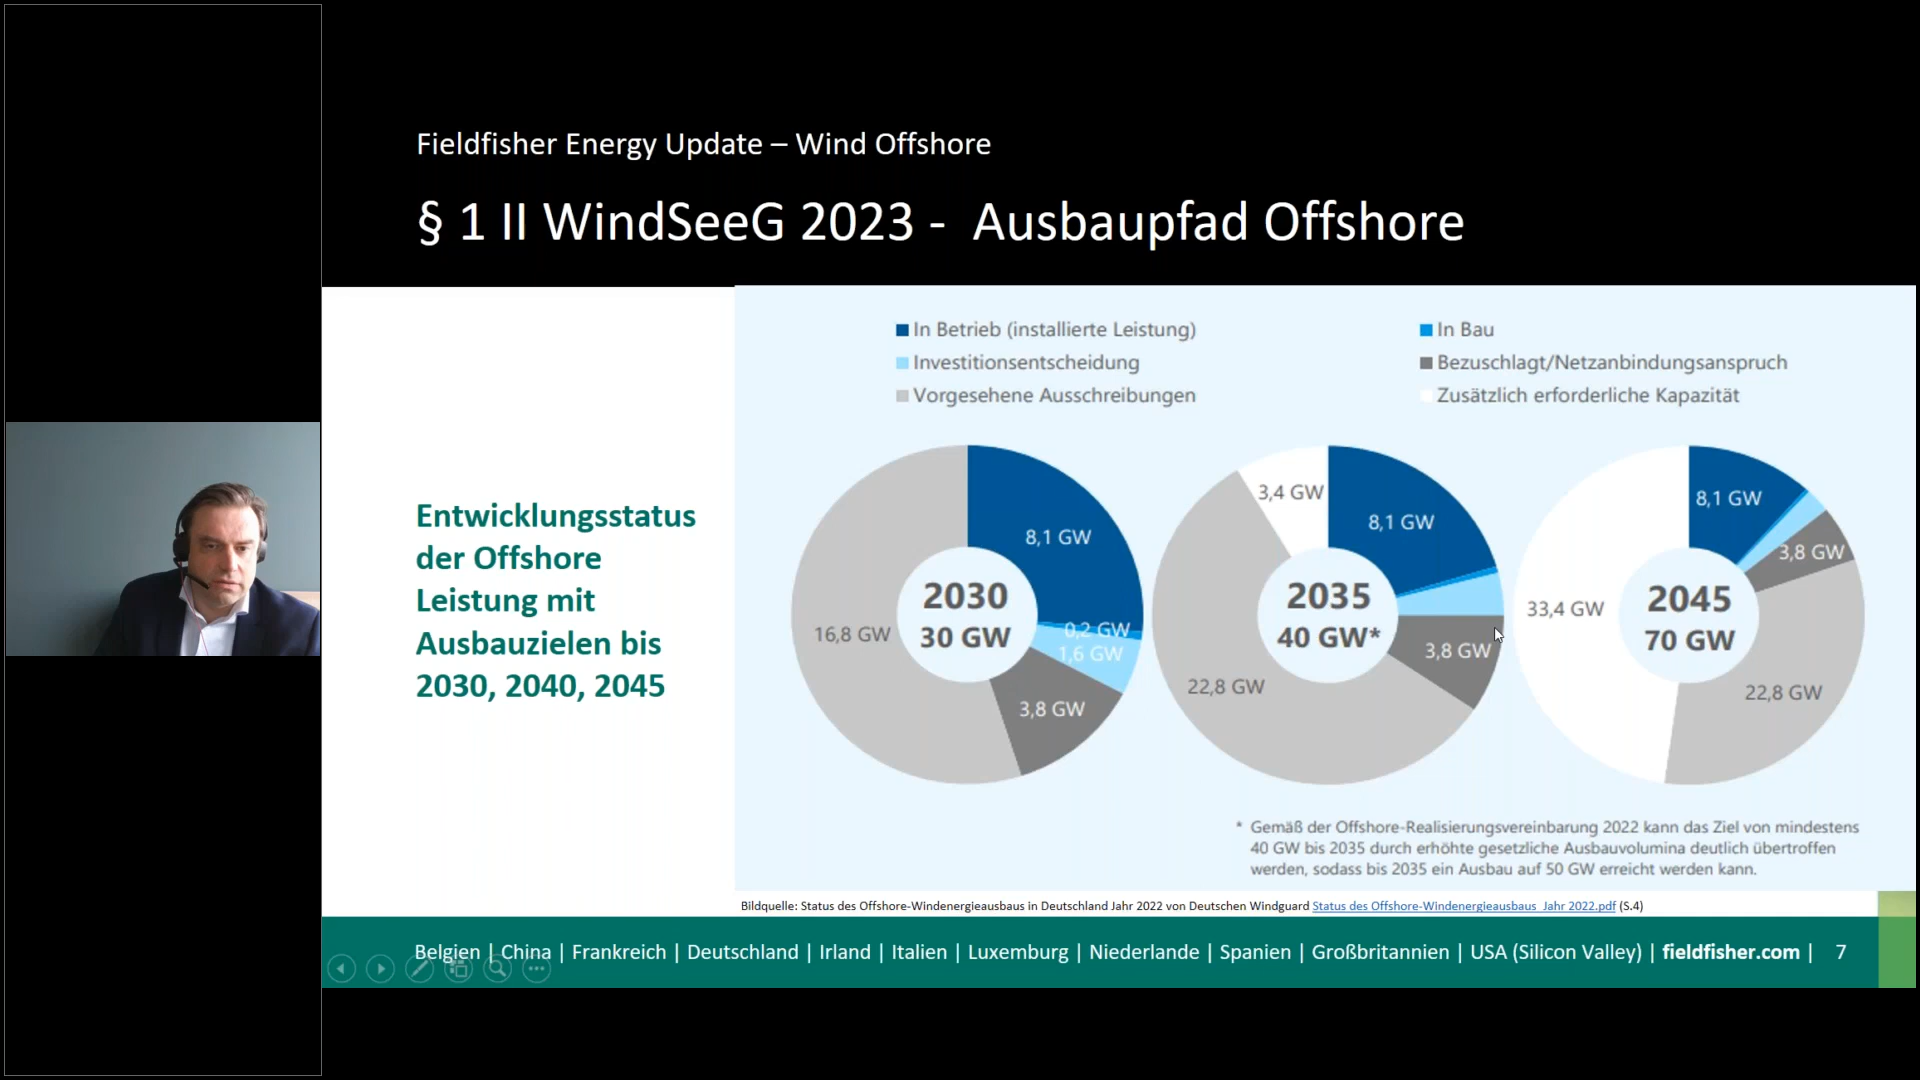 Fieldfisher Energy Update – Wind Offshore
§ 1 II WindSeeG 2023 - Ausbaupfad Offshore
Entwicklungsstatus
der Offshore
Leistung mit
Ausbauzielen bis
2030, 2040, 2045
In Betrieb (installierte Leistung)
In Bau
Investitionsentscheidung
Bezuschlagt/Netzanbindungsanspruch
Vorgesehene Ausschreibungen
Zusätzlich erforderliche Kapazität
8,1 GW
0,2 GW
1,6 GW
3,8 GW
16,8 GW
2030
30 GW
3,4 GW
8,1 GW
3,8 GW
22,8 GW
2035
40 GW*
8,1 GW
3,8 GW
22,8 GW
33,4 GW
2045
70 GW
* Gemäß der Offshore-Realisierungsvereinbarung 2022 kann das Ziel von mindestens
40 GW bis 2035 durch erhöhte gesetzliche Ausbauvolumina deutlich übertroffen
werden, sodass bis 2035 ein Ausbau auf 50 GW erreicht werden kann.
Bildquelle: Status des Offshore-Windenergieausbaus in Deutschland Jahr 2022 von Deutschen Windguard Status des Offshore-Windenergieausbaus_Jahr 2022.pdf (S.4)
Belgien | China | Frankreich | Deutschland | Irland | Italien | Luxemburg | Niederlande | Spanien | Großbritannien | USA (Silicon Valley) | fieldfisher.com | 7